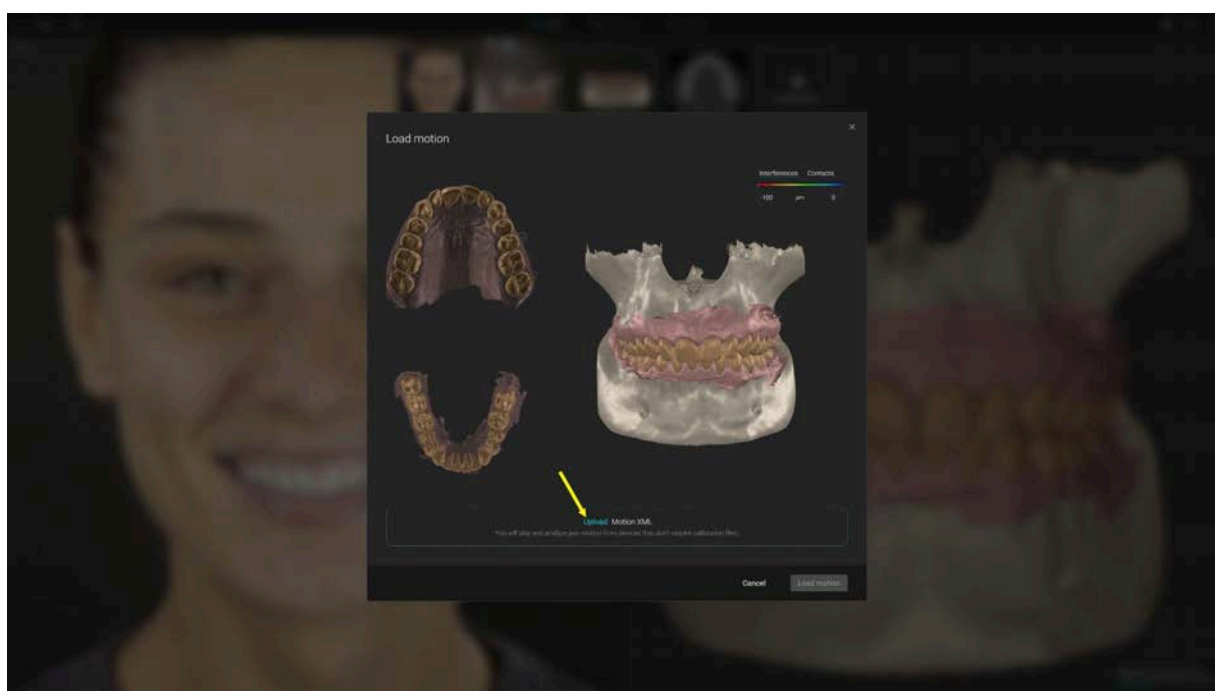 Load motion
Interferences Contacts
-100 µm 0
Upload Motion XML
You will play and analyze jaw motion from devices that don't require calibration files.
Cancel Load motion